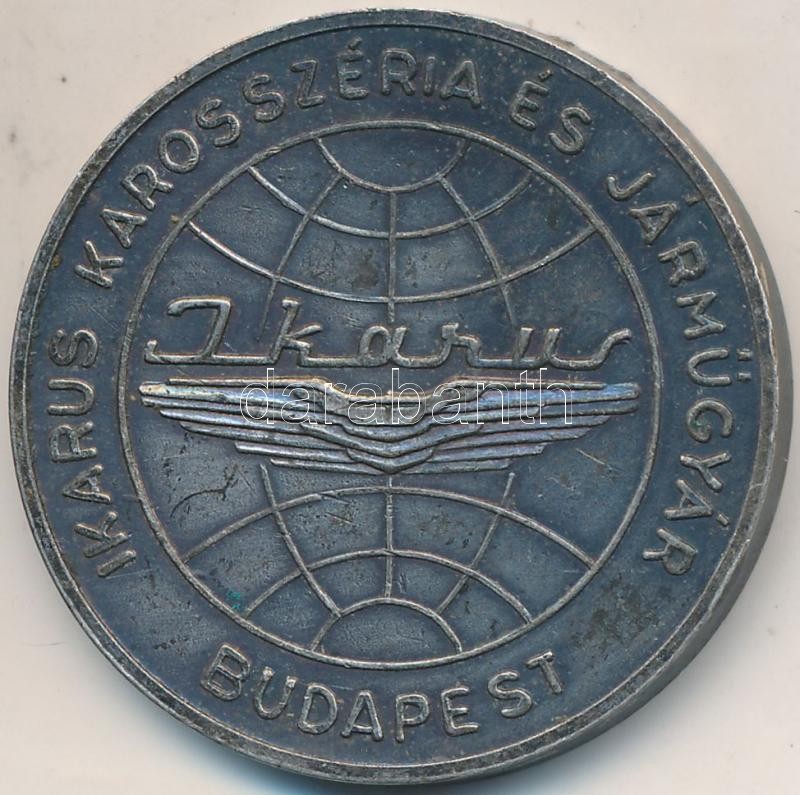 IKARUS KAROSSZÉRIA ÉS JÁRMŰGYÁR
Ikarus
darabanth
BUDAPEST